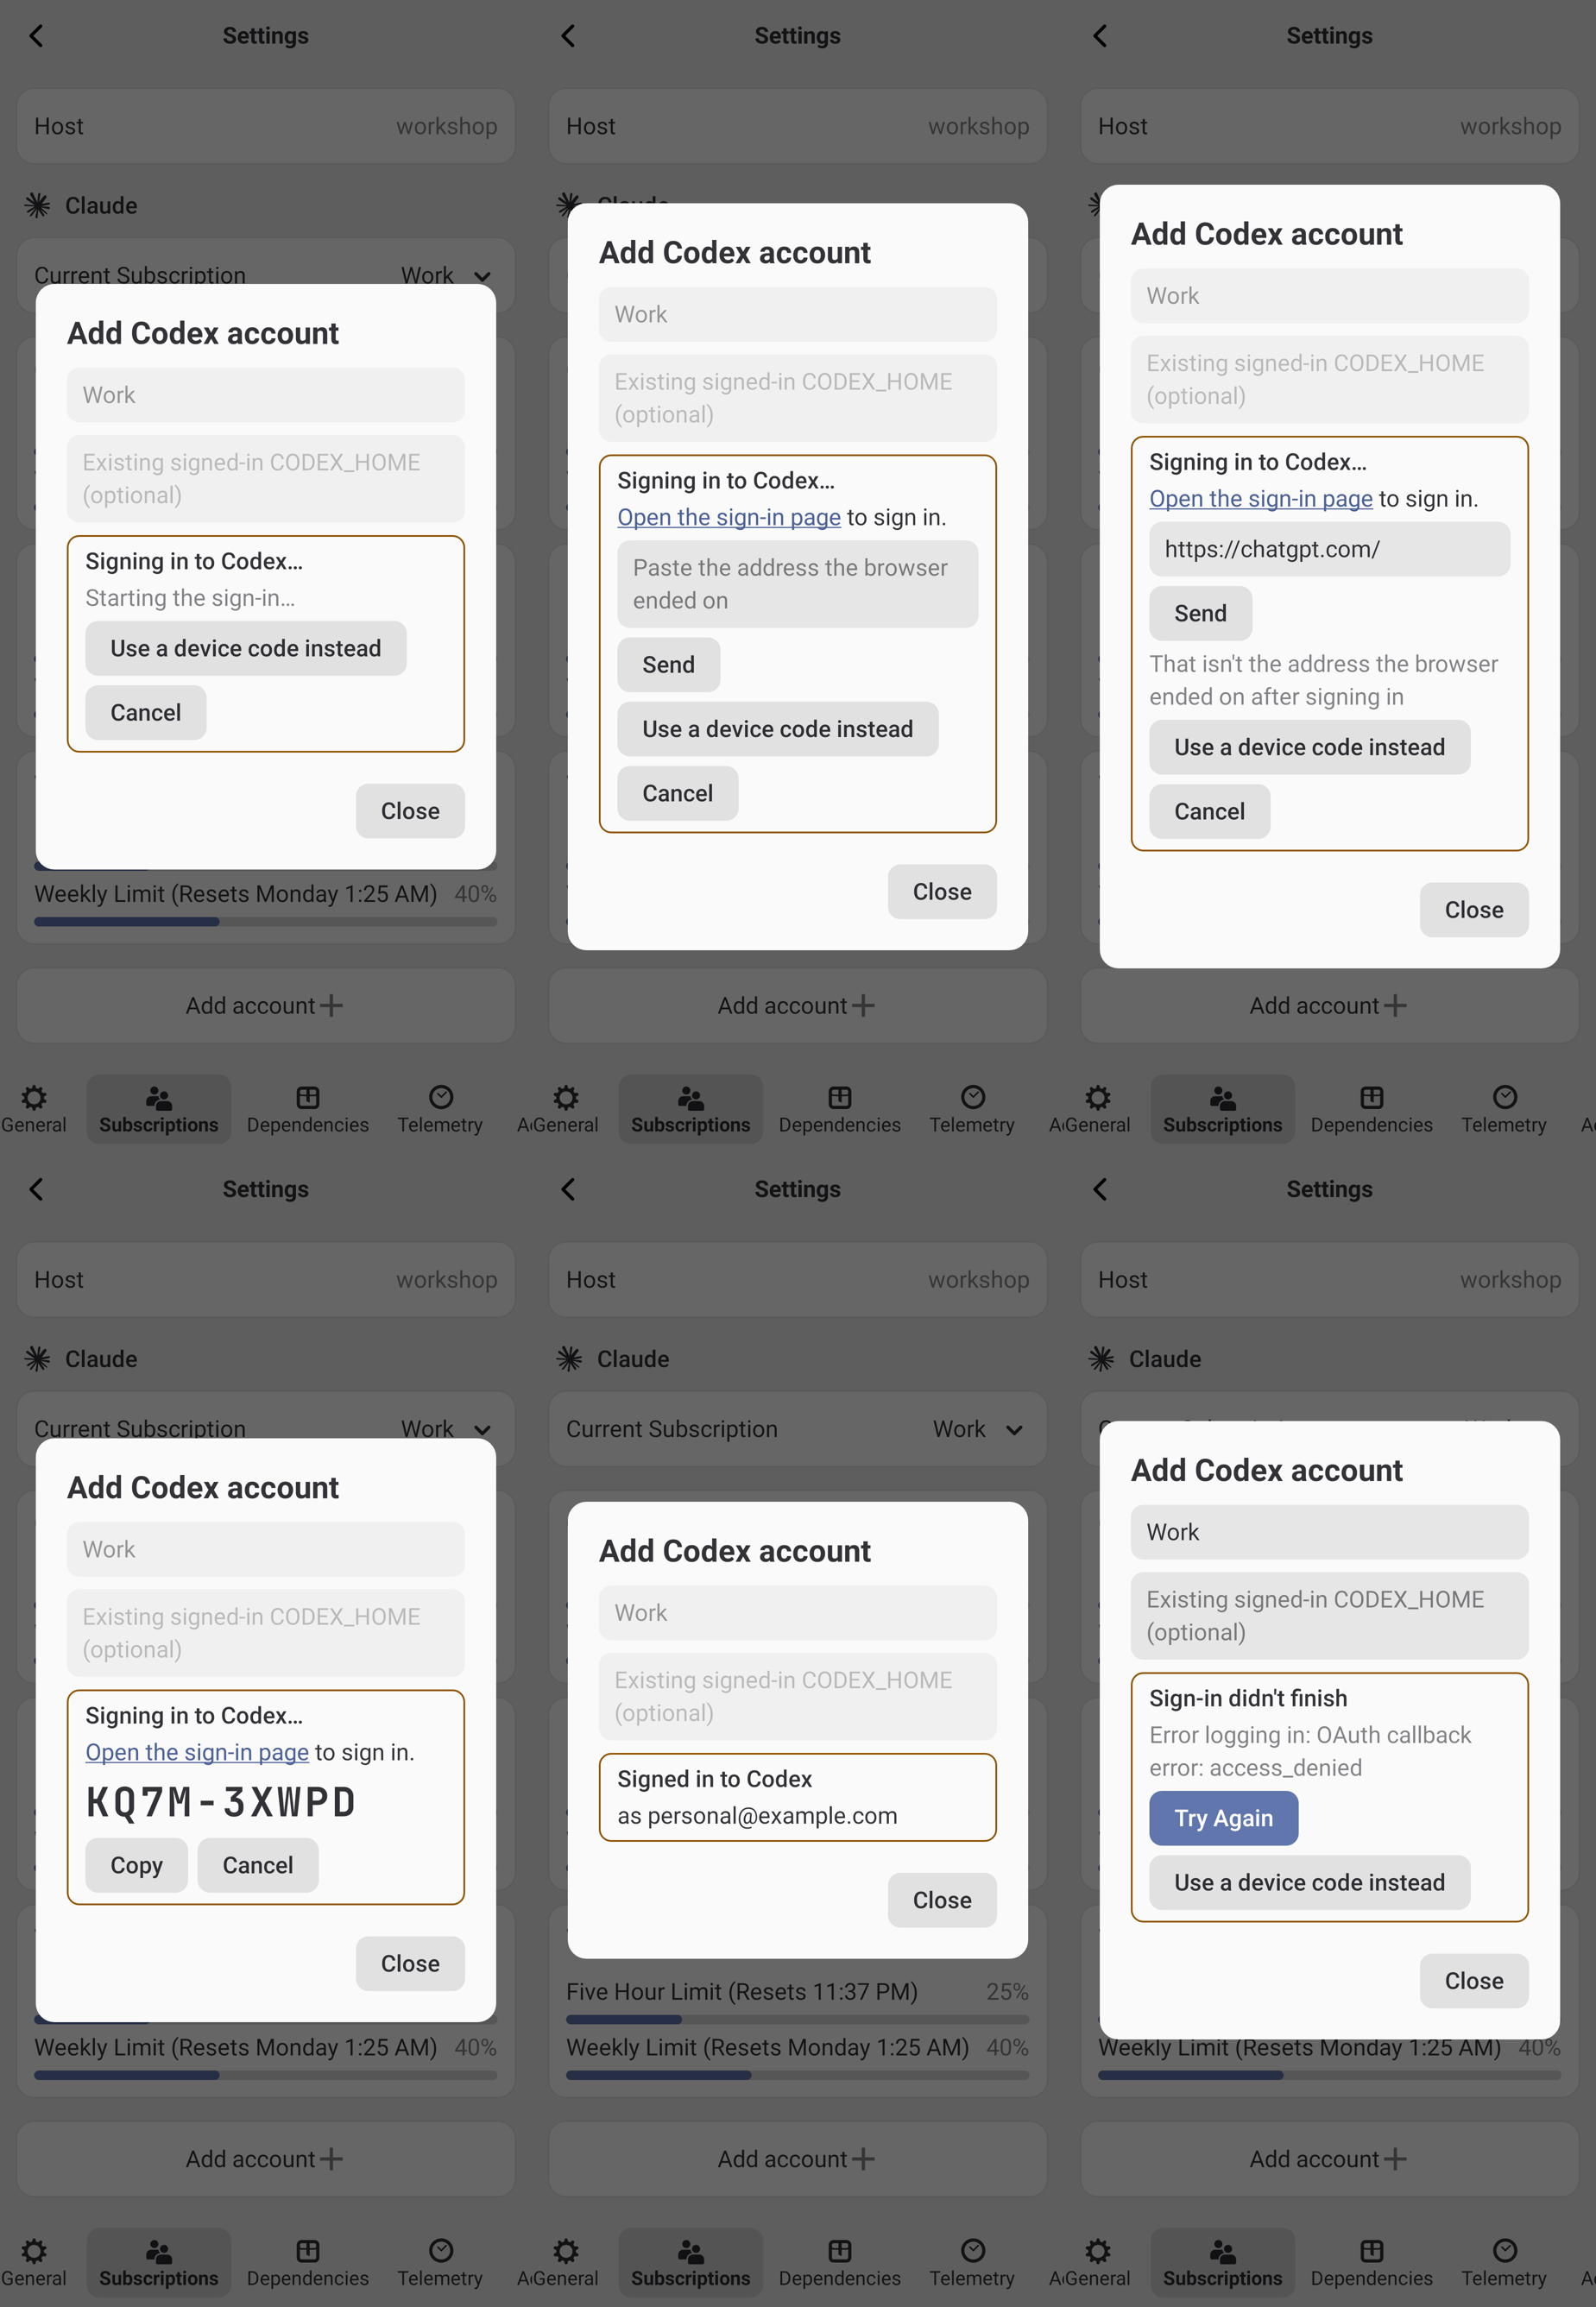 Settings
Host workshop
Claude
Current Subscription Work
Add Codex account
Work
Existing signed-in CODEX_HOME
(optional)
Signing in to Codex...
Starting the sign-in...
Use a device code instead
Cancel
Close
Weekly Limit (Resets Monday 1:25 AM) 40%
Add account
General Subscriptions Dependencies Telemetry A
Settings
Host workshop
Claude
Add Codex account
Work
Existing signed-in CODEX_HOME
(optional)
Signing in to Codex...
Open the sign-in page to sign in.
Paste the address the browser
ended on
Send
Use a device code instead
Cancel
Close
Add account
General Subscriptions Dependencies Telemetry A
Settings
Host workshop
Add Codex account
Work
Existing signed-in CODEX_HOME
(optional)
Signing in to Codex...
Open the sign-in page to sign in.
https://chatgpt.com/
Send
That isn't the address the browser
ended on after signing in
Use a device code instead
Cancel
Close
Add account
General Subscriptions Dependencies Telemetry A
Settings
Host workshop
Claude
Current Subscription Work
Add Codex account
Work
Existing signed-in CODEX_HOME
(optional)
Signing in to Codex...
Open the sign-in page to sign in.
KQ7M-3XWPD
Copy Cancel
Close
Weekly Limit (Resets Monday 1:25 AM) 40%
Add account
General Subscriptions Dependencies Telemetry A
Settings
Host workshop
Claude
Current Subscription Work
Add Codex account
Work
Existing signed-in CODEX_HOME
(optional)
Signed in to Codex
as personal@example.com
Close
Five Hour Limit (Resets 11:37 PM) 25%
Weekly Limit (Resets Monday 1:25 AM) 40%
Add account
General Subscriptions Dependencies Telemetry A
Settings
Host workshop
Claude
Add Codex account
Work
Existing signed-in CODEX_HOME
(optional)
Sign-in didn't finish
Error logging in: OAuth callback
error: access_denied
Try Again
Use a device code instead
Close
Weekly Limit (Resets Monday 1:25 AM) 40%
Add account
General Subscriptions Dependencies Telemetry A